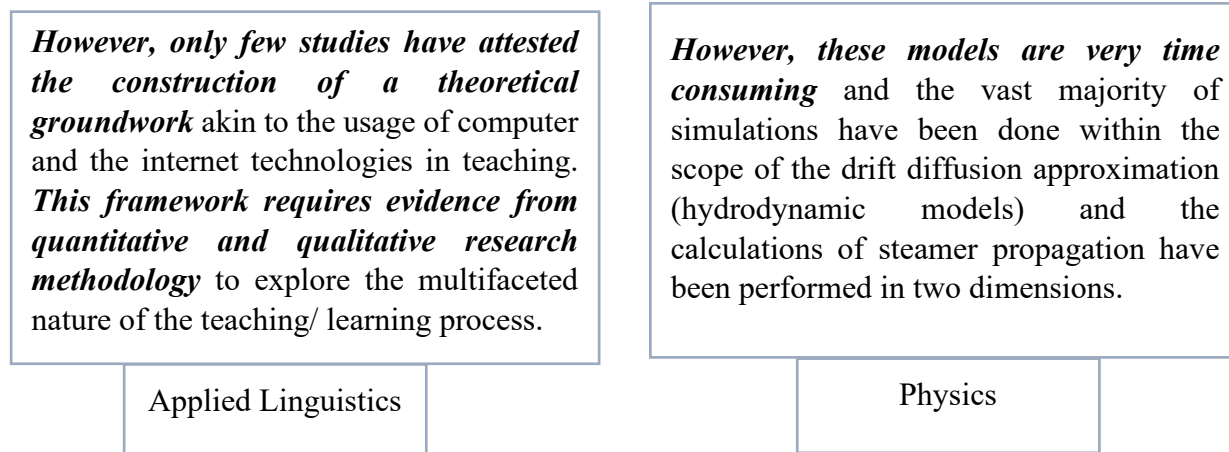 However, only few studies have attested
the construction of a theoretical
groundwork akin to the usage of computer
and the internet technologies in teaching.
This framework requires evidence from
quantitative and qualitative research
methodology to explore the multifaceted
nature of the teaching/ learning process.
Applied Linguistics
However, these models are very time
consuming and the vast majority of
simulations have been done within the
scope of the drift diffusion approximation
(hydrodynamic models) and the
calculations of steamer propagation have
been performed in two dimensions.
Physics